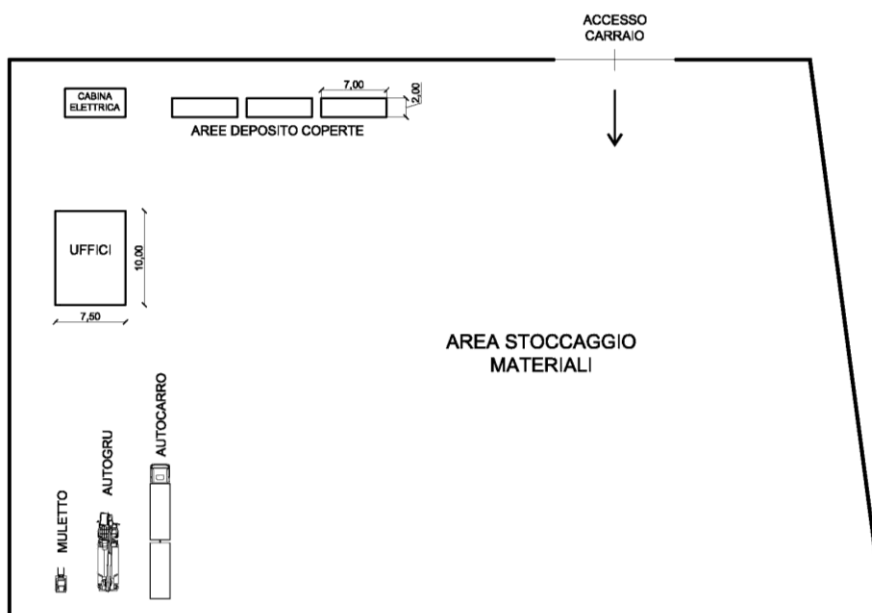 ACCESSO
CARRAIO
CABINA
ELETTRICA
7,00
2,00
AREE DEPOSITO COPERTE
UFFICI
10,00
7,50
AREA STOCCAGGIO
MATERIALI
MULETTO
AUTOGRU
AUTOCARRO